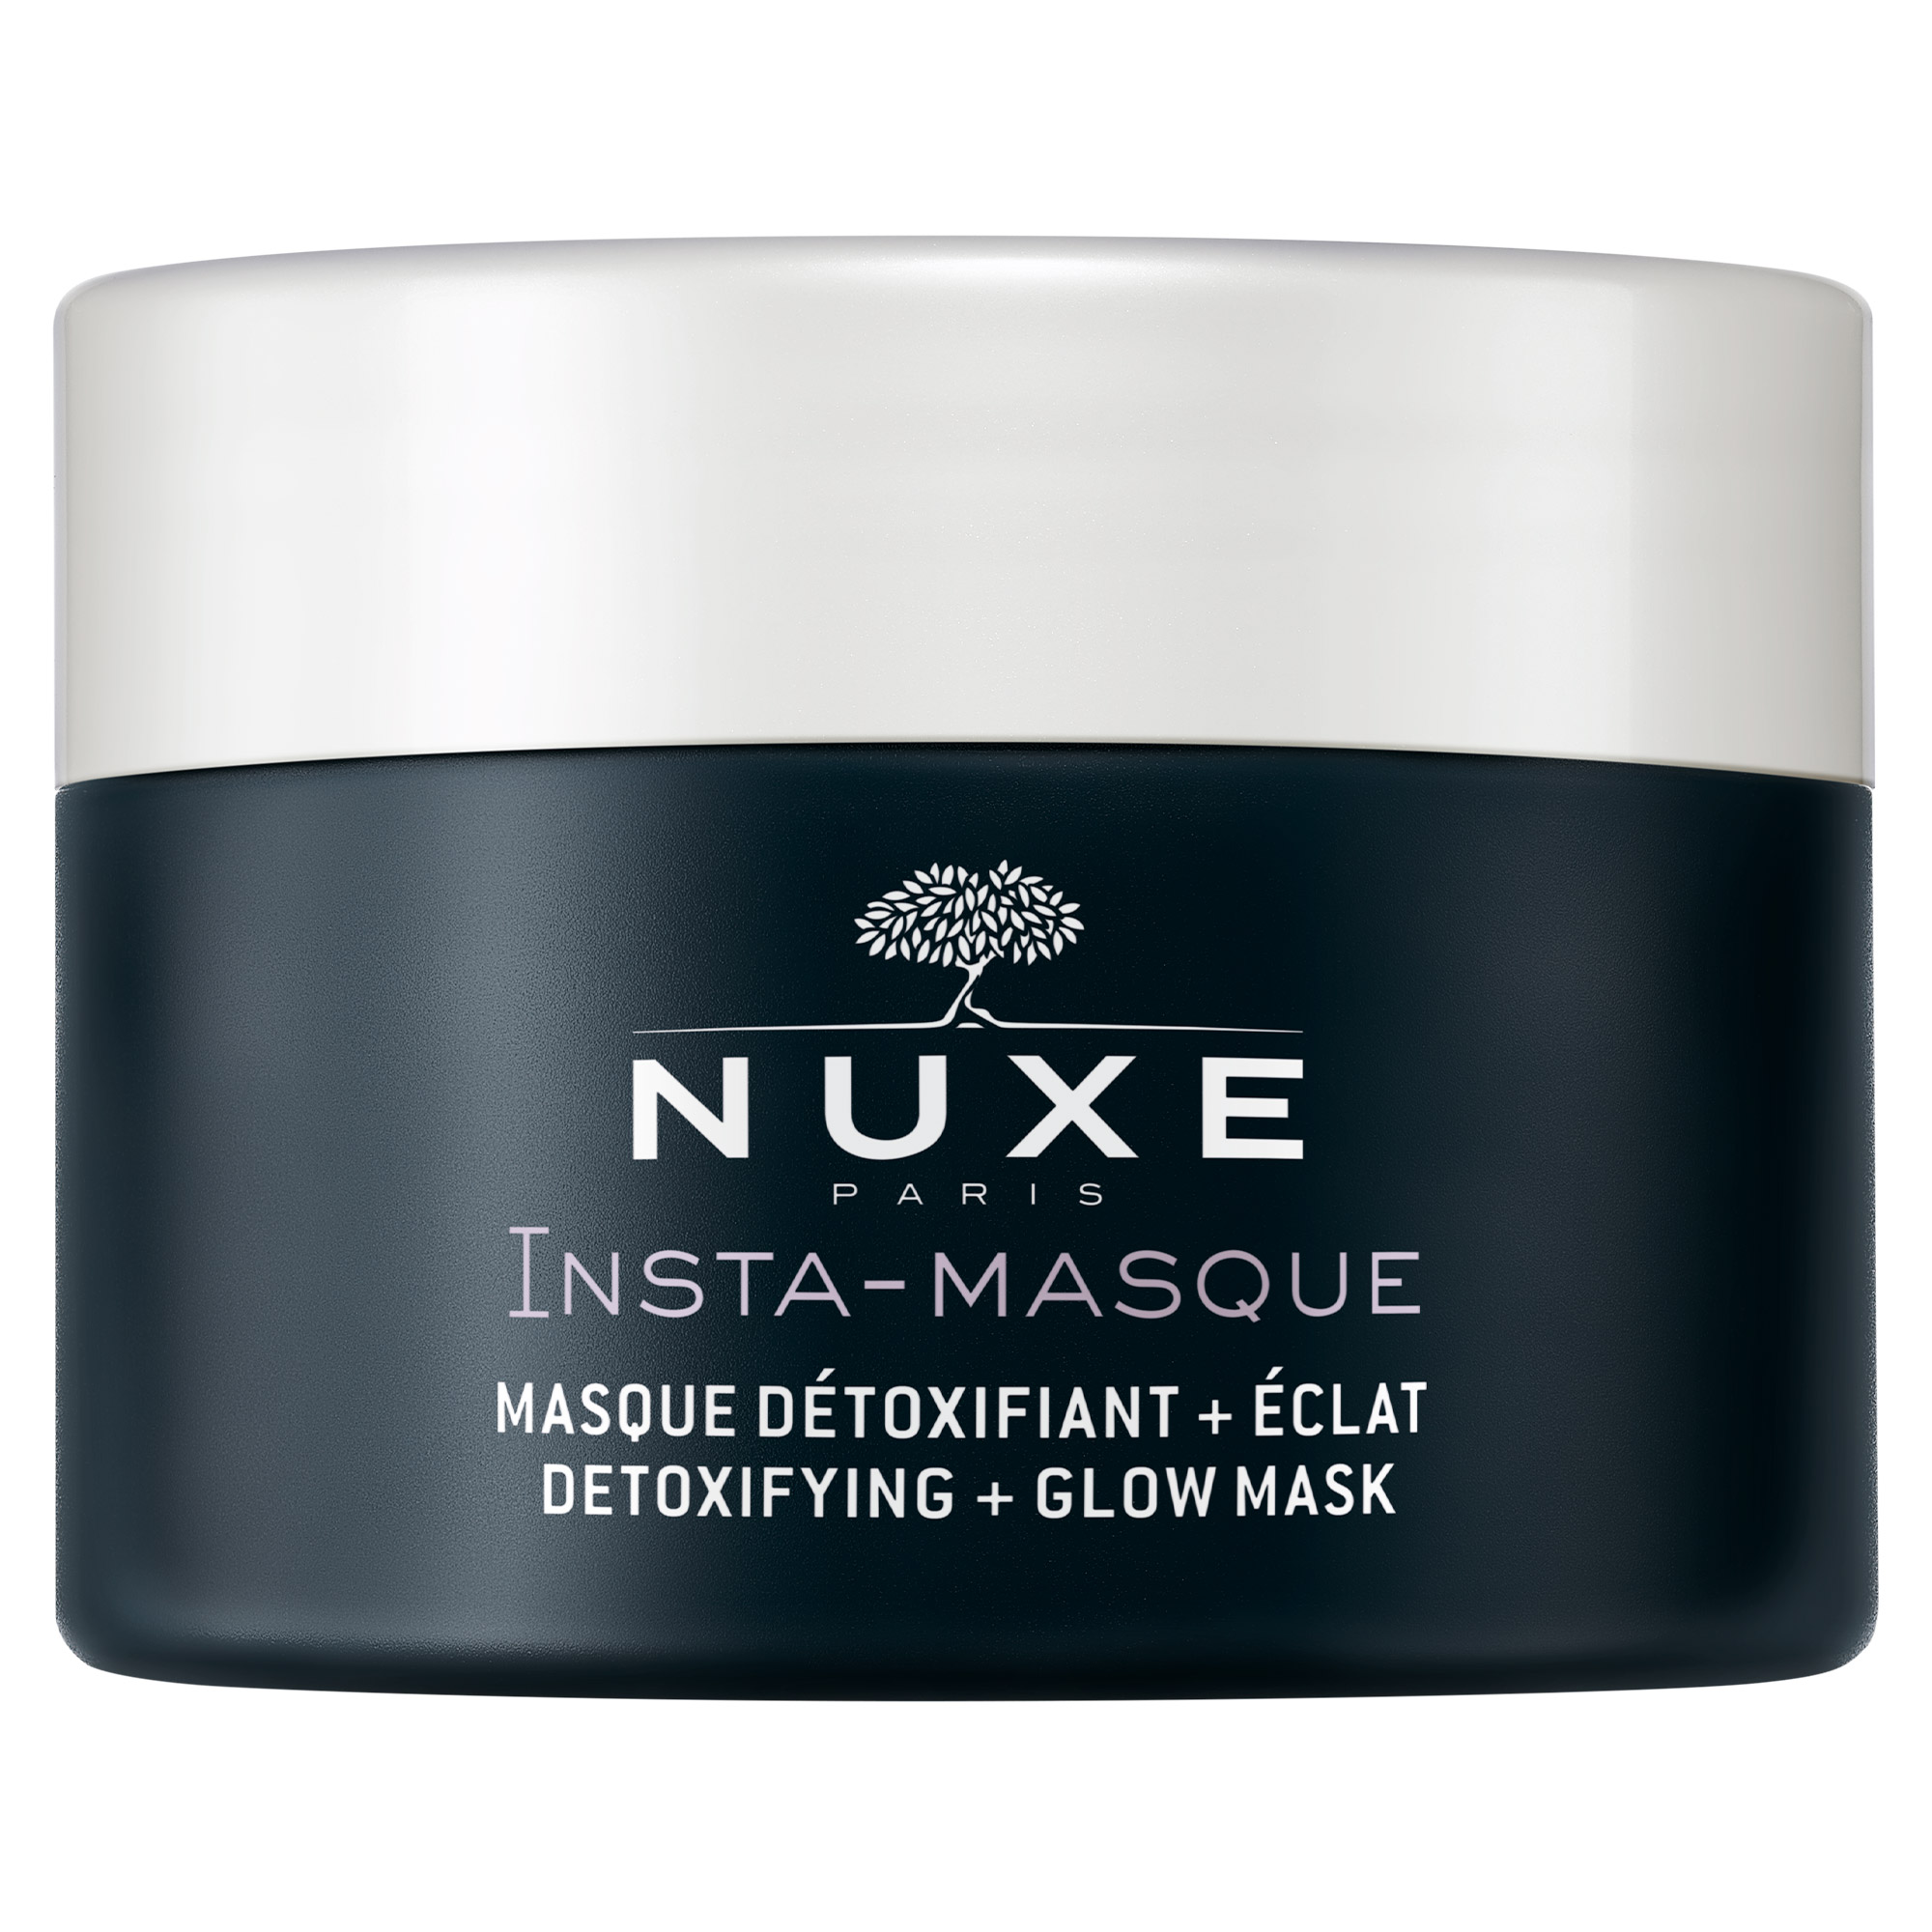 NUXE
PARIS
INSTA-MASQUE
MASQUE DÉTOXIFIANT + ÉCLAT
DETOXIFYING + GLOW MASK